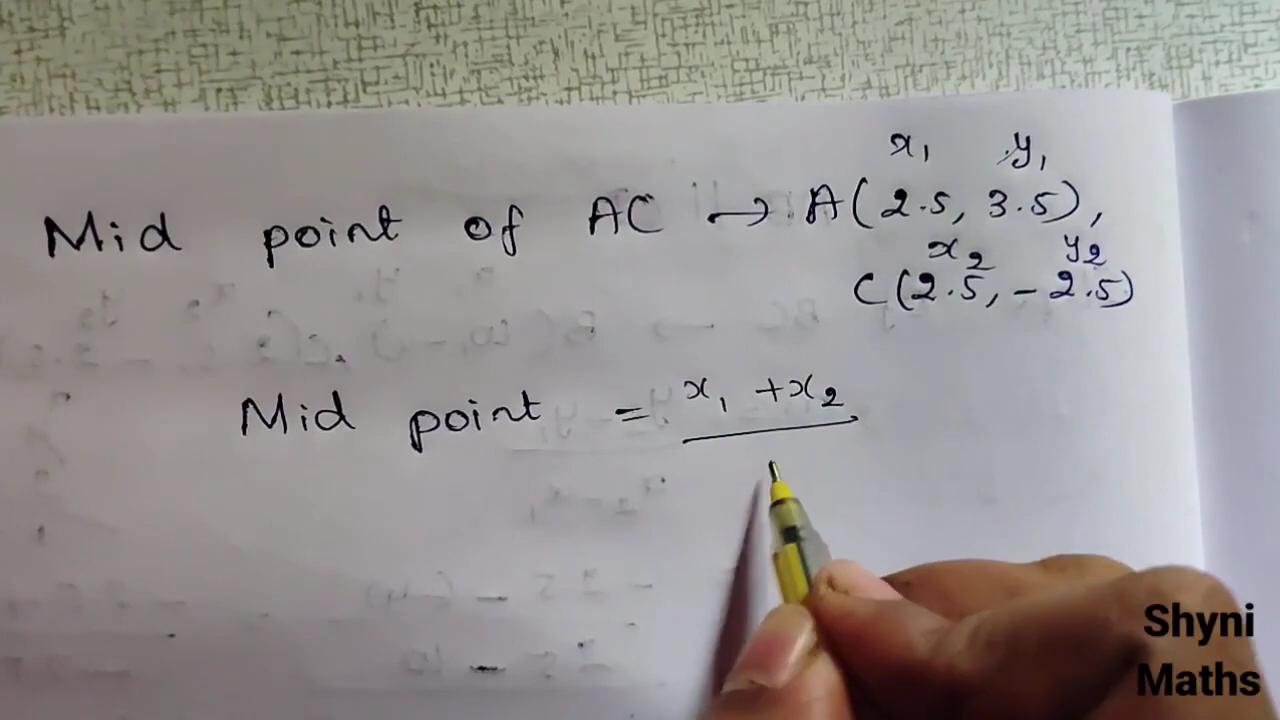 x₁ y₁
Mid point of AC → A(2.5, 3.5),
x₂ y₂
C(2.5, -2.5)
Mid point = x₁ + x₂
Shyni
Maths